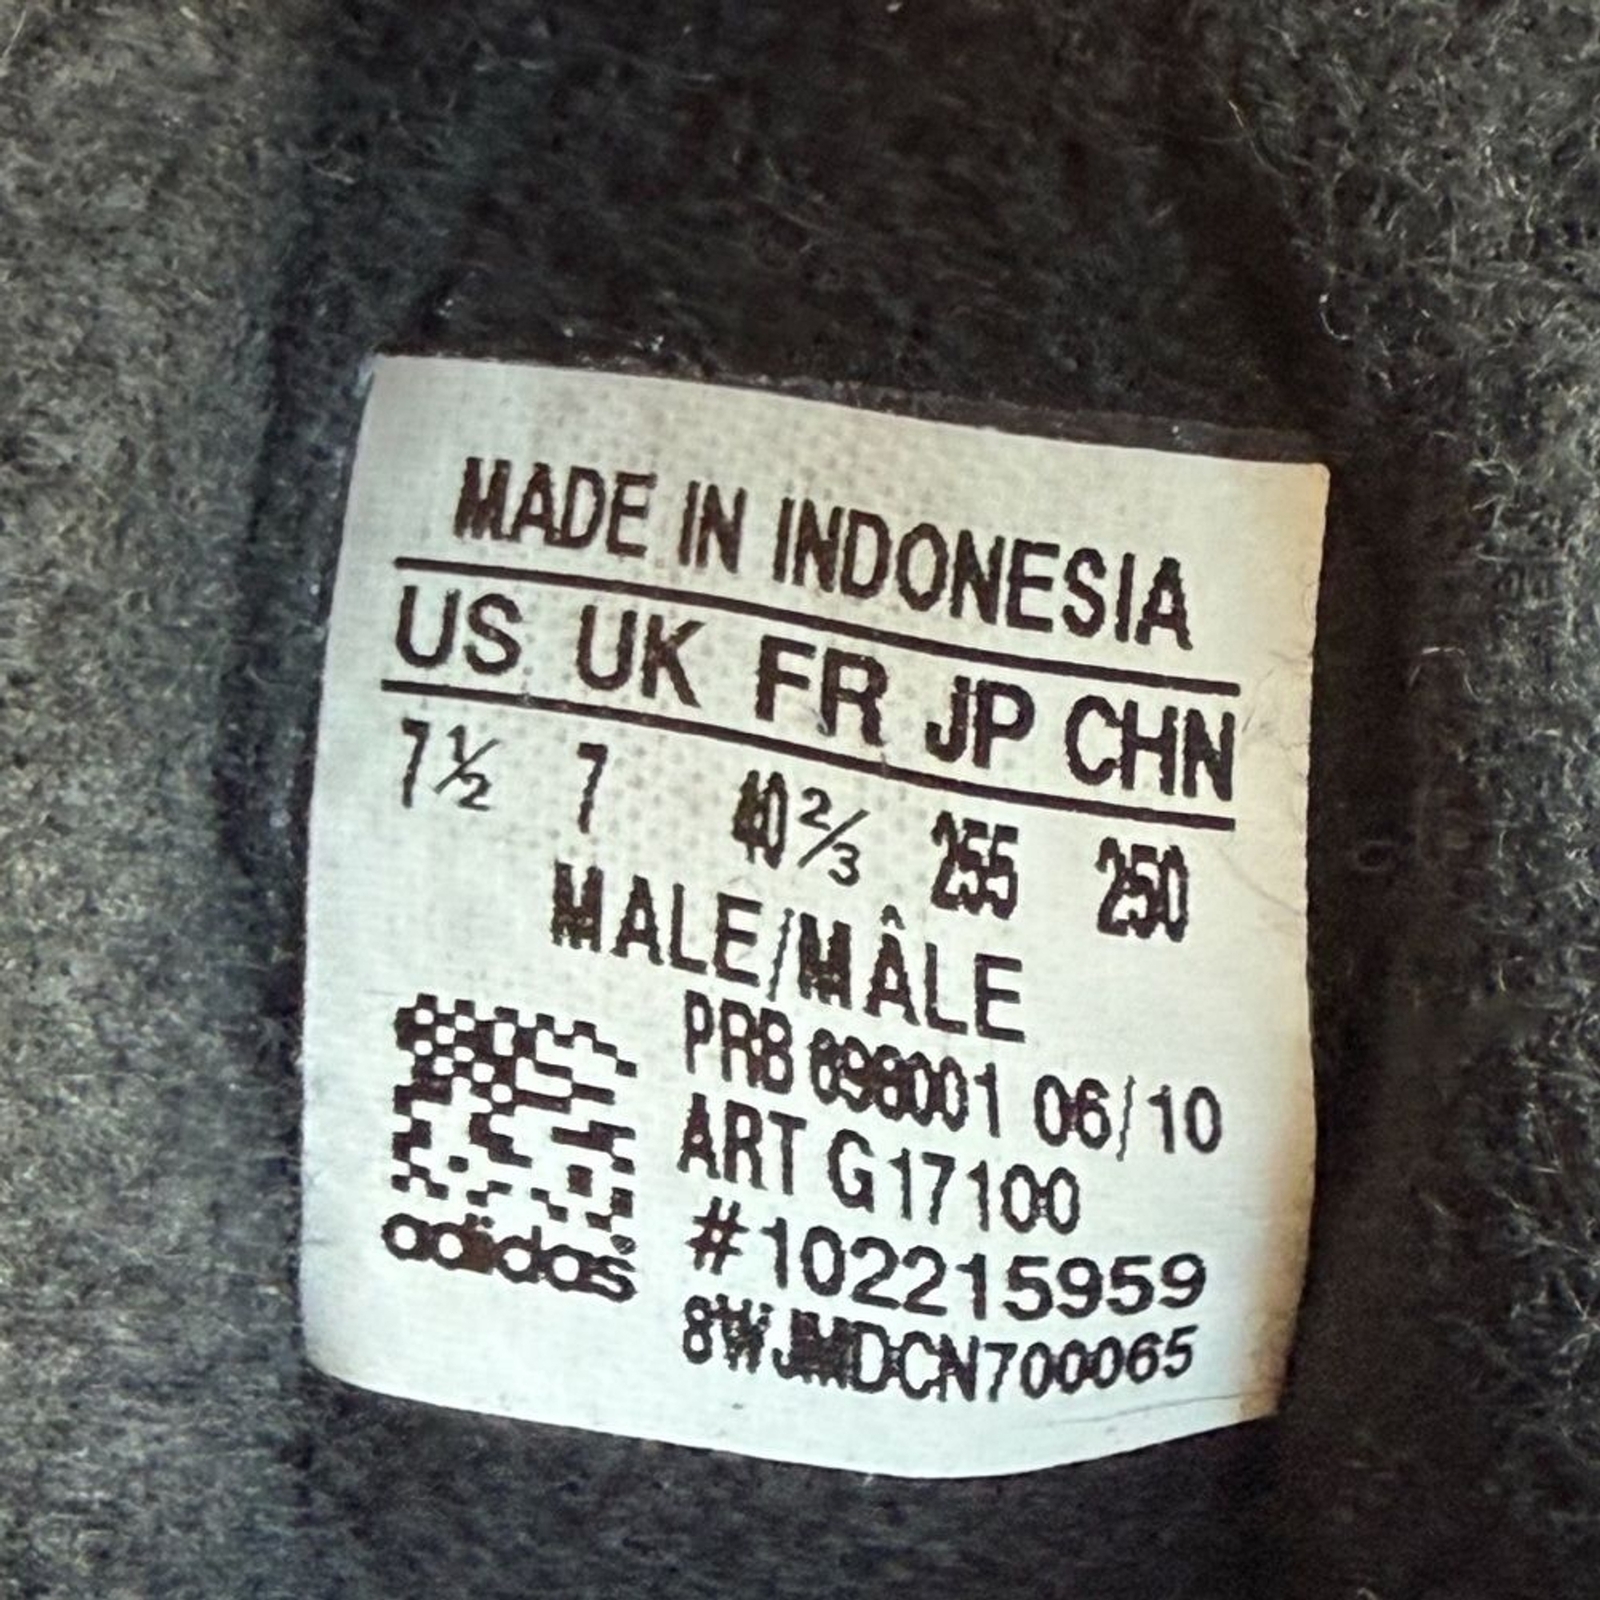 MADE IN INDONESIA
US UK FR JP CHN
7½ 7 40⅔ 255 250
MALE/MÂLE
PRB 698001 06/10
ART G17100
#102215959
8WJMDCN700065
adidas